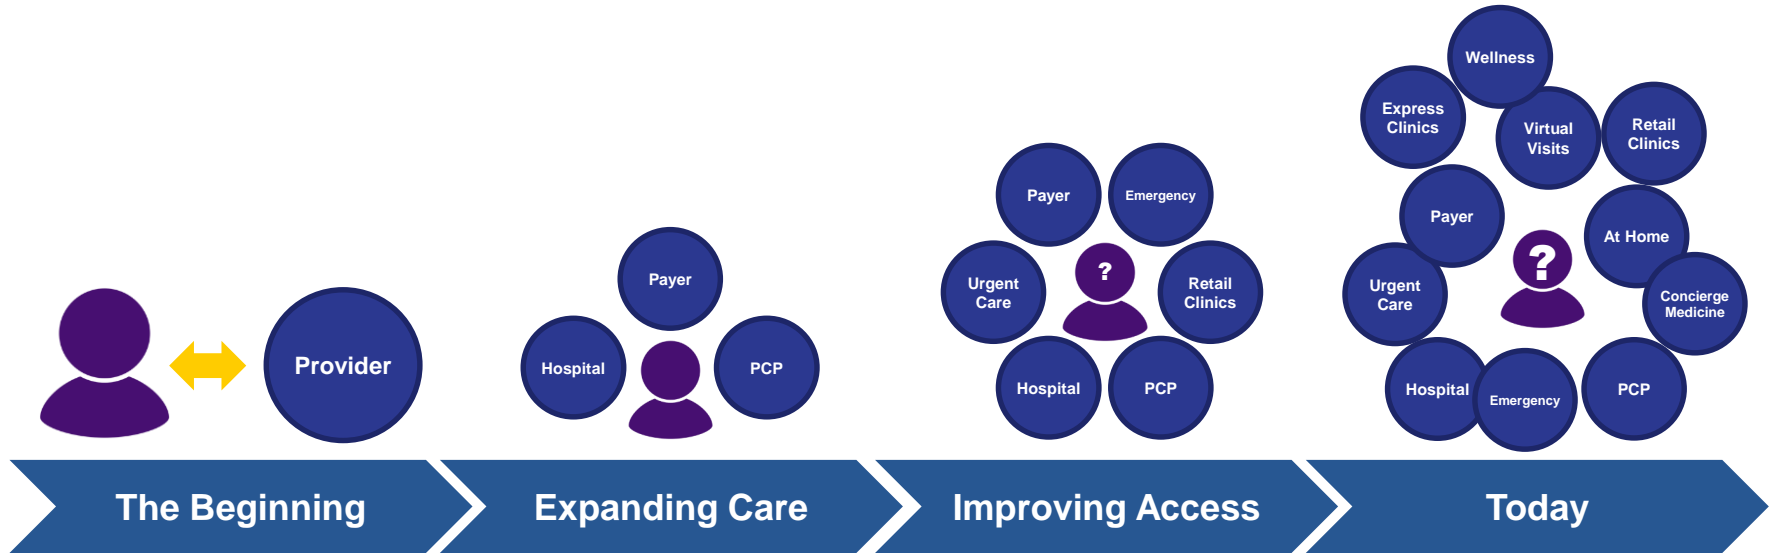 Provider
The Beginning
Payer
Hospital
PCP
Expanding Care
Payer
Emergency
Urgent
Care
?
Retail
Clinics
Hospital
PCP
Improving Access
Wellness
Express
Clinics
Virtual
Visits
Retail
Clinics
Payer
At Home
?
Urgent
Care
Concierge
Medicine
Hospital
Emergency
PCP
Today